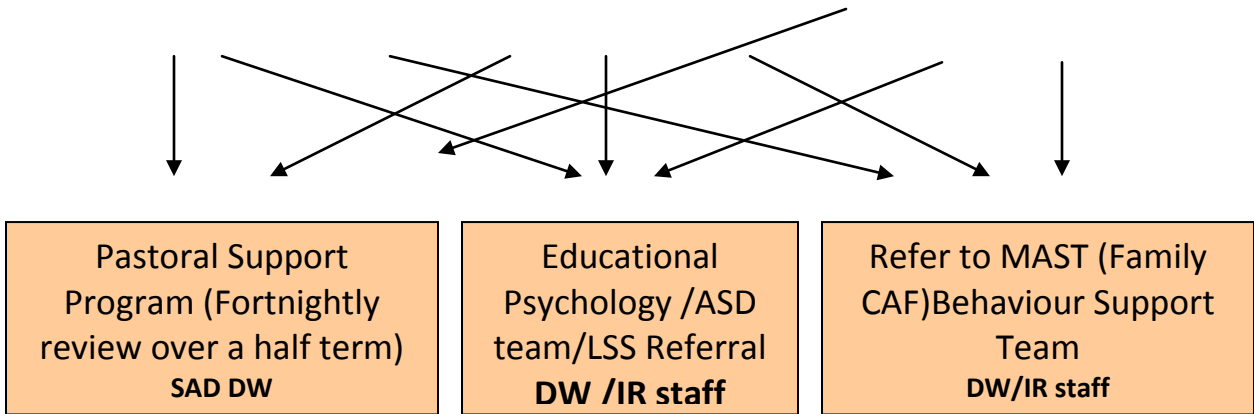 Pastoral Support
Program (Fortnightly
review over a half term)
SAD DW
Educational
Psychology /ASD
team/LSS Referral
DW /IR staff
Refer to MAST (Family
CAF)Behaviour Support
Team
DW/IR staff